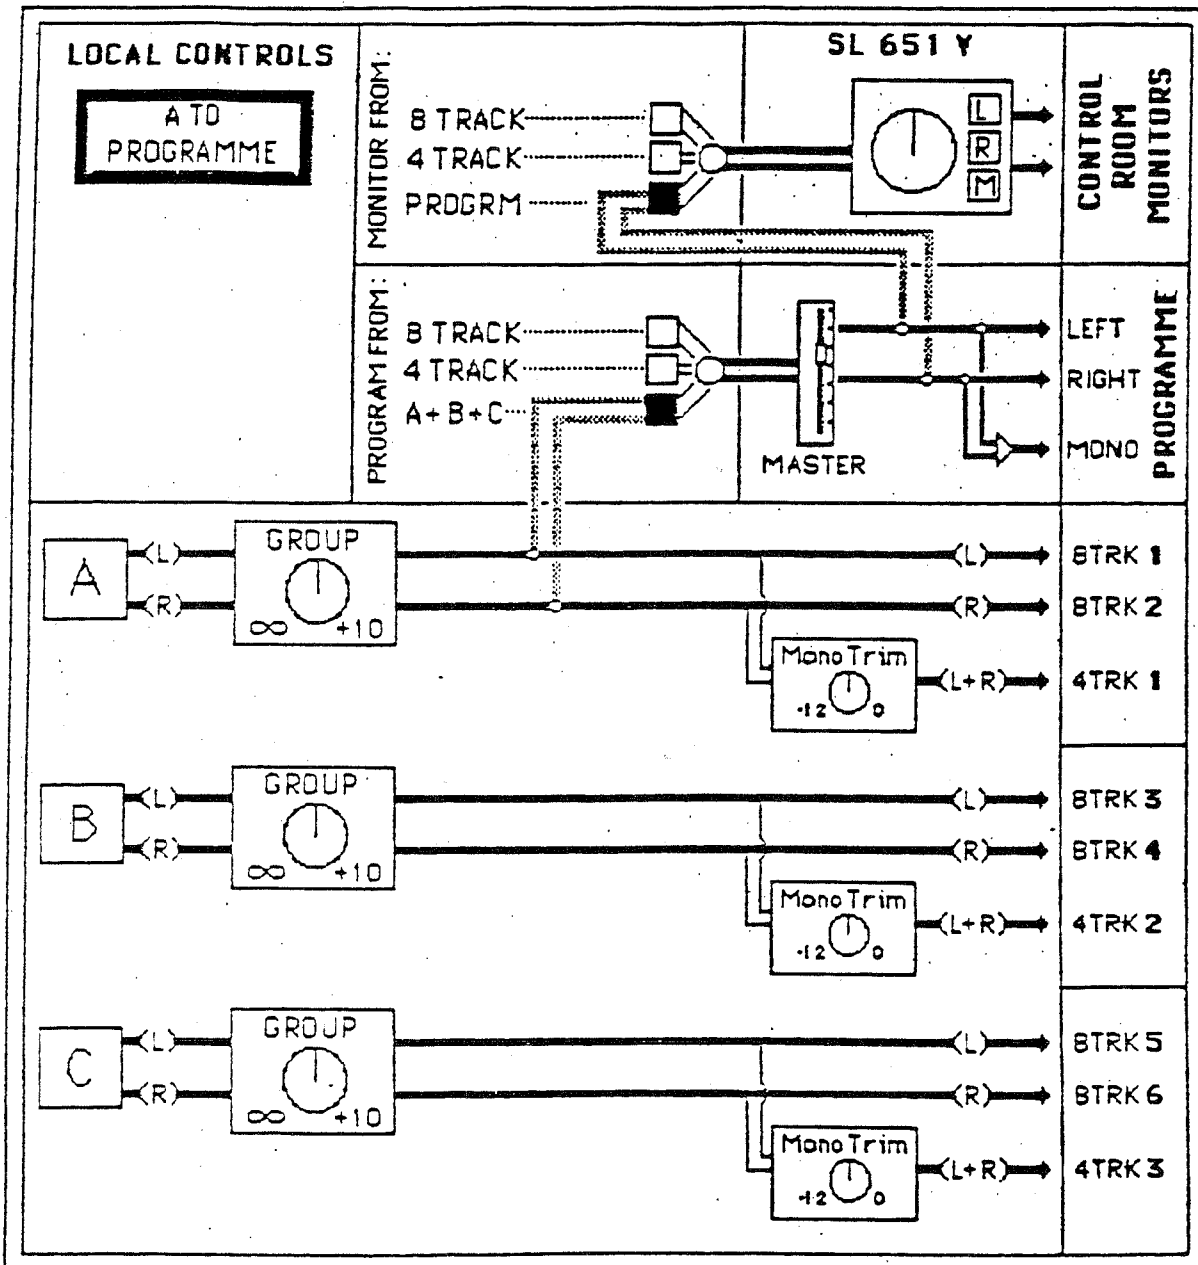 LOCAL CONTROLS
A TO
PROGRAMME
MONITOR FROM:
8 TRACK
4 TRACK
PROGRM
SL 651 Y
L
R
M
CONTROL
ROOM
MONITORS
PROGRAM FROM:
8 TRACK
4 TRACK
A+B+C
MASTER
LEFT
RIGHT
MONO
PROGRAMME
A
(L)
(R)
GROUP
∞ +10
(L)
(R)
8TRK 1
8TRK 2
Mono Trim
-12 0
(L+R)
4TRK 1
B
(L)
(R)
GROUP
∞ +10
(L)
(R)
8TRK 3
8TRK 4
Mono Trim
-12 0
(L+R)
4TRK 2
C
(L)
(R)
GROUP
∞ +10
(L)
(R)
8TRK 5
8TRK 6
Mono Trim
-12 0
(L+R)
4TRK 3